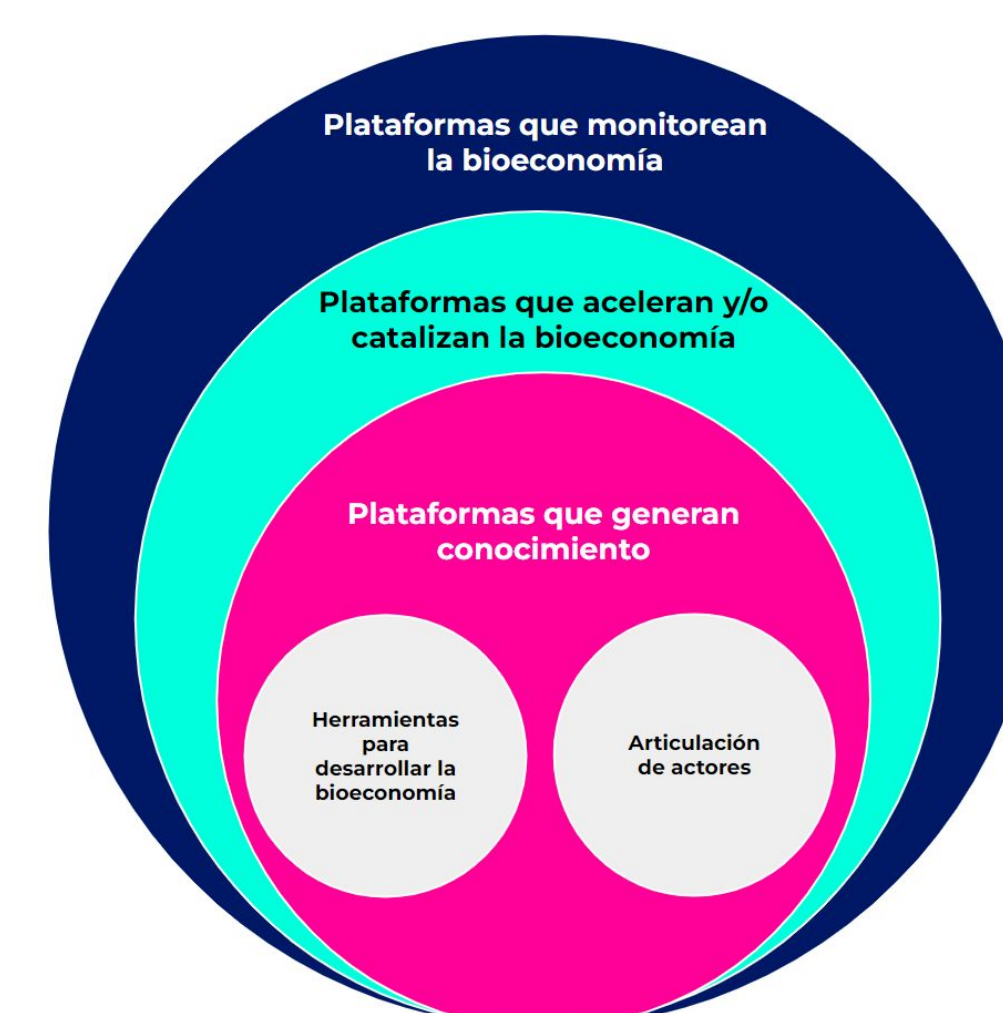 Plataformas que monitorean
la bioeconomía
Plataformas que aceleran y/o
catalizan la bioeconomía
Plataformas que generan
conocimiento
Herramientas
para
desarrollar la
bioeconomía
Articulación
de actores